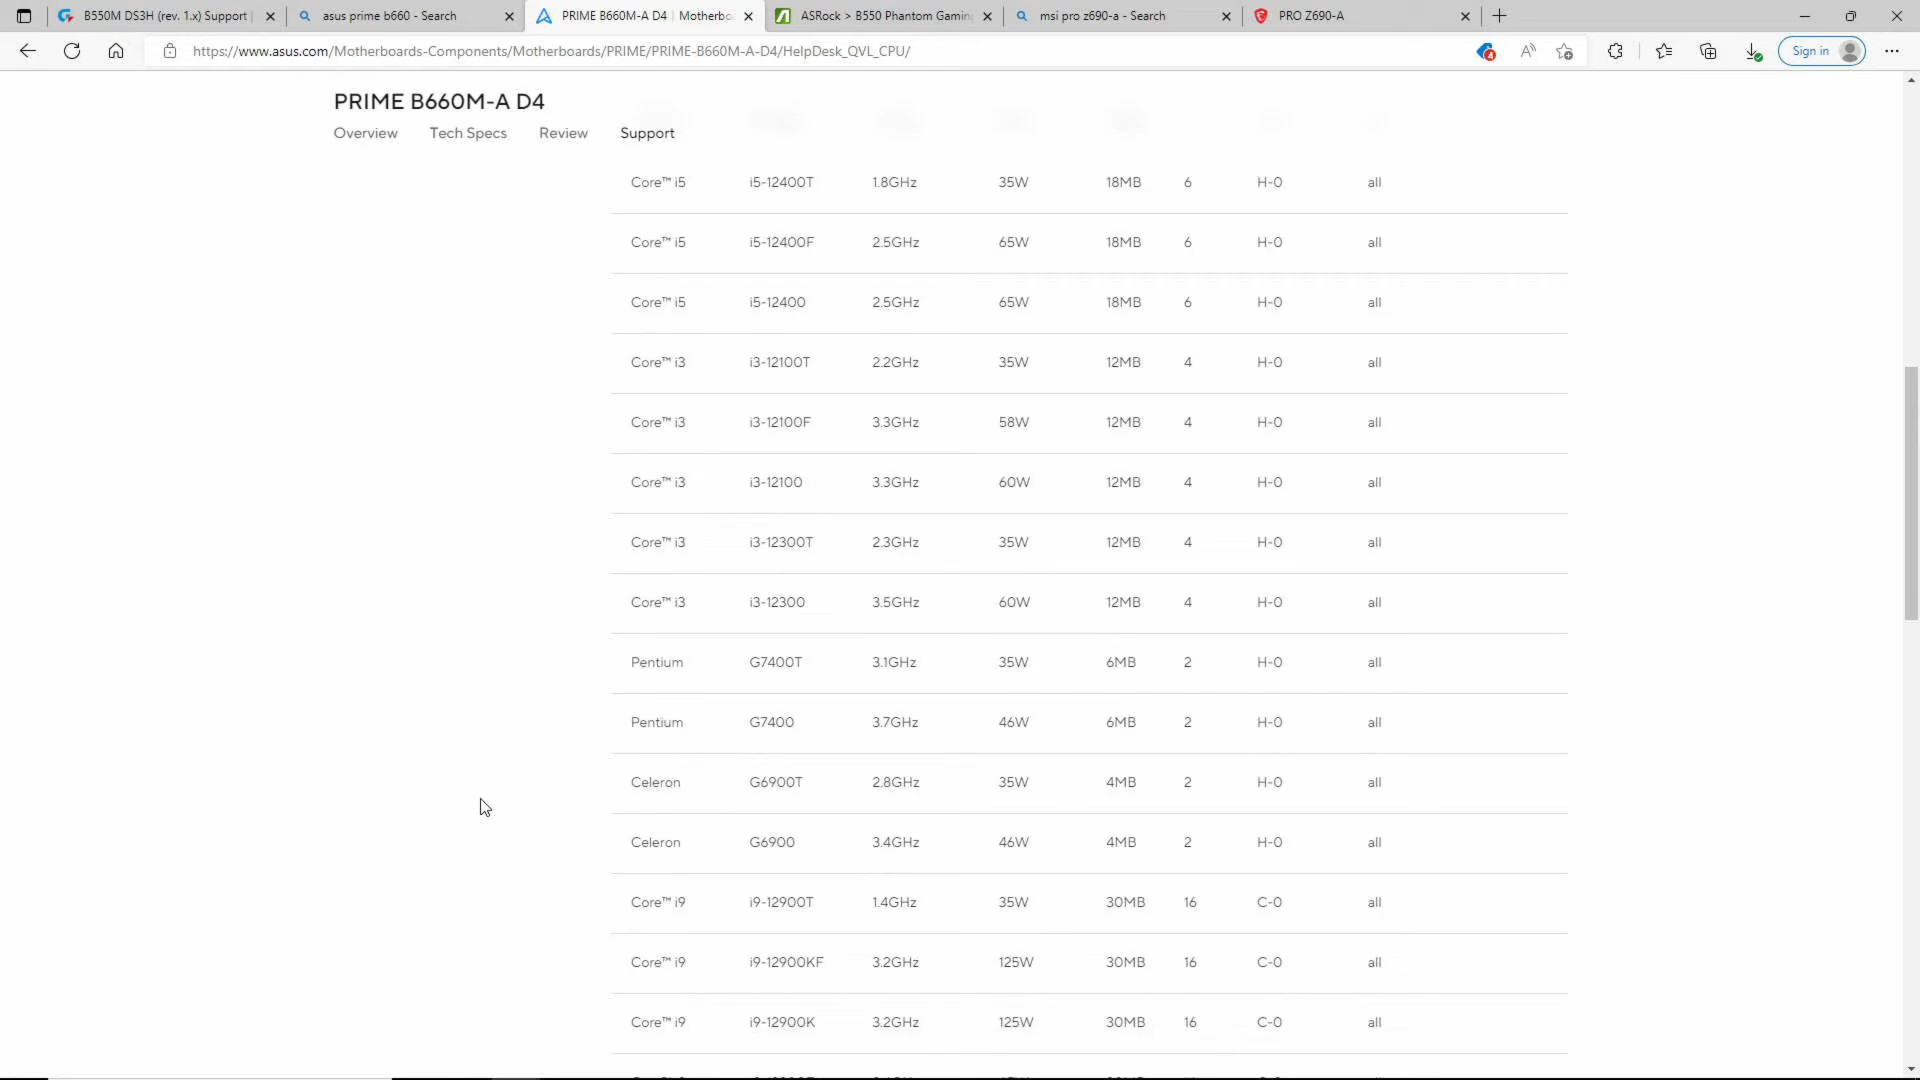 B550M DS3H (rev. 1.x) Support
asus prime b660 - Search
PRIME B660M-A D4 | Motherbo
ASRock > B550 Phantom Gaming
msi pro z690-a - Search
PRO Z690-A
https://www.asus.com/Motherboards-Components/Motherboards/PRIME/PRIME-B660M-A-D4/HelpDesk_QVL_CPU/
4
Sign in
PRIME B660M-A D4
Overview Tech Specs Review Support
Core™ i5 i5-12400T 1.8GHz 35W 18MB 6 H-0 all
Core™ i5 i5-12400F 2.5GHz 65W 18MB 6 H-0 all
Core™ i5 i5-12400 2.5GHz 65W 18MB 6 H-0 all
Core™ i3 i3-12100T 2.2GHz 35W 12MB 4 H-0 all
Core™ i3 i3-12100F 3.3GHz 58W 12MB 4 H-0 all
Core™ i3 i3-12100 3.3GHz 60W 12MB 4 H-0 all
Core™ i3 i3-12300T 2.3GHz 35W 12MB 4 H-0 all
Core™ i3 i3-12300 3.5GHz 60W 12MB 4 H-0 all
Pentium G7400T 3.1GHz 35W 6MB 2 H-0 all
Pentium G7400 3.7GHz 46W 6MB 2 H-0 all
Celeron G6900T 2.8GHz 35W 4MB 2 H-0 all
Celeron G6900 3.4GHz 46W 4MB 2 H-0 all
Core™ i9 i9-12900T 1.4GHz 35W 30MB 16 C-0 all
Core™ i9 i9-12900KF 3.2GHz 125W 30MB 16 C-0 all
Core™ i9 i9-12900K 3.2GHz 125W 30MB 16 C-0 all